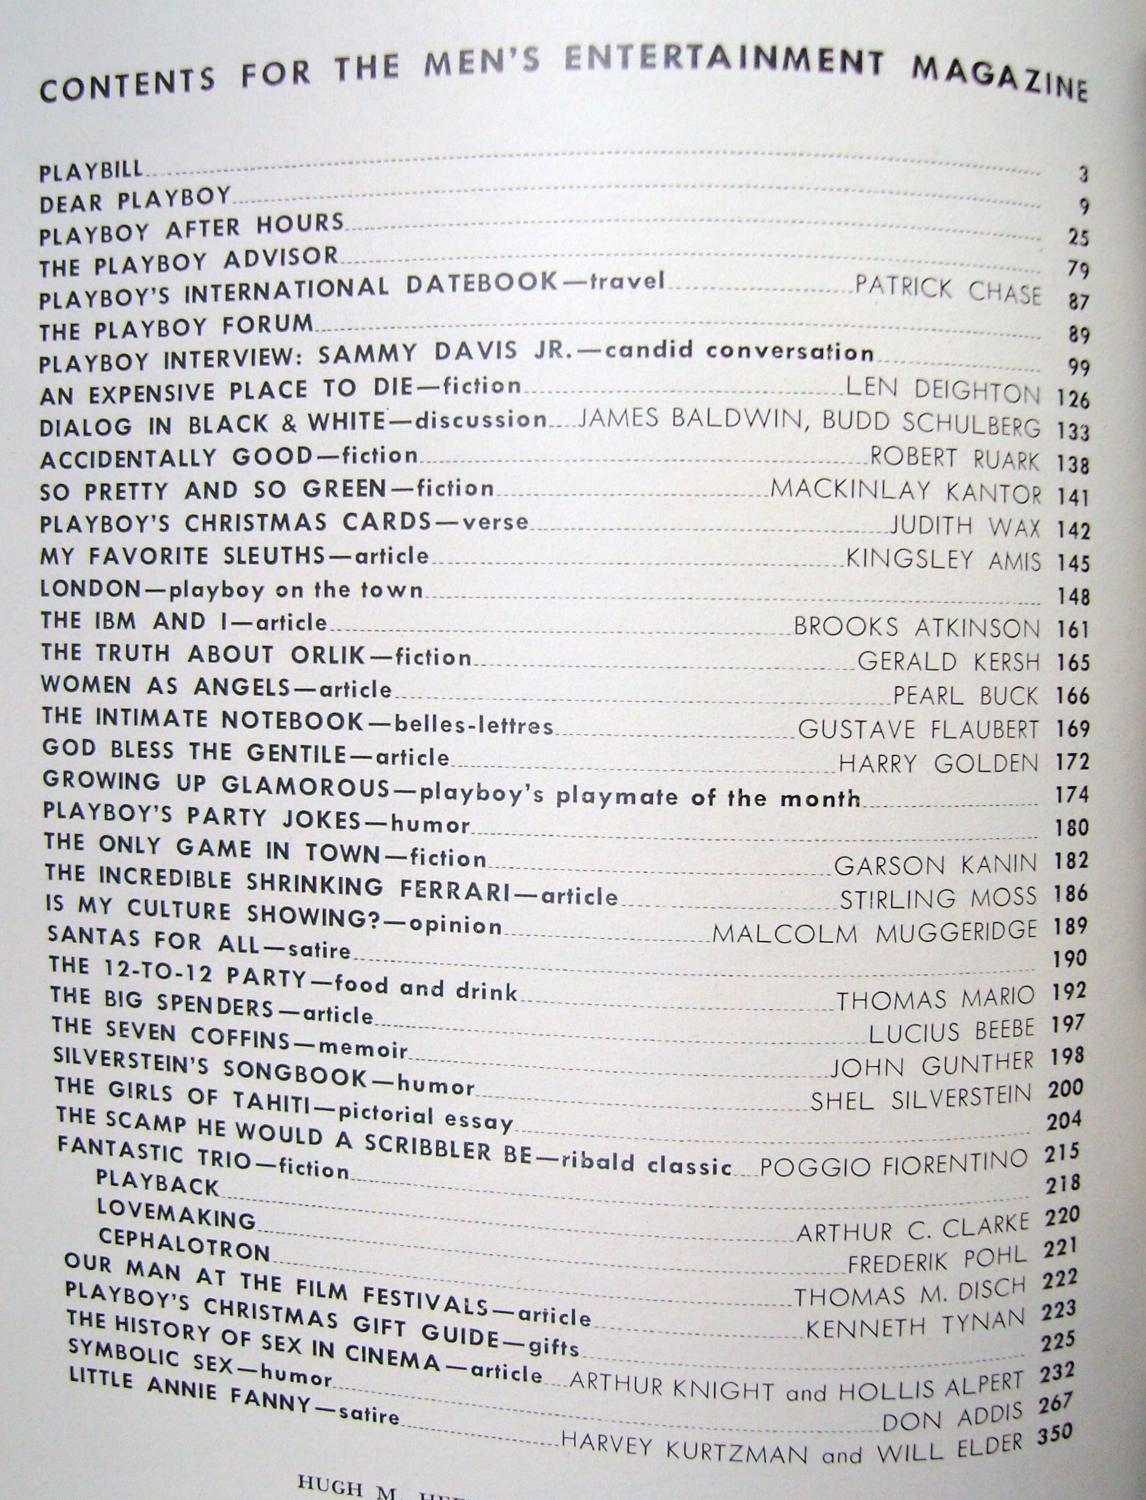 CONTENTS FOR THE MEN'S ENTERTAINMENT MAGAZINE
PLAYBILL 3
DEAR PLAYBOY 9
PLAYBOY AFTER HOURS 25
THE PLAYBOY ADVISOR 79
PLAYBOY'S INTERNATIONAL DATEBOOK—travel PATRICK CHASE 87
THE PLAYBOY FORUM 89
PLAYBOY INTERVIEW: SAMMY DAVIS JR.—candid conversation 99
AN EXPENSIVE PLACE TO DIE—fiction LEN DEIGHTON 126
DIALOG IN BLACK & WHITE—discussion JAMES BALDWIN, BUDD SCHULBERG 133
ACCIDENTALLY GOOD—fiction ROBERT RUARK 138
SO PRETTY AND SO GREEN—fiction MACKINLAY KANTOR 141
PLAYBOY'S CHRISTMAS CARDS—verse JUDITH WAX 142
MY FAVORITE SLEUTHS—article KINGSLEY AMIS 145
LONDON—playboy on the town 148
THE IBM AND I—article BROOKS ATKINSON 161
THE TRUTH ABOUT ORLIK—fiction GERALD KERSH 165
WOMEN AS ANGELS—article PEARL BUCK 166
THE INTIMATE NOTEBOOK—belles-lettres GUSTAVE FLAUBERT 169
GOD BLESS THE GENTILE—article HARRY GOLDEN 172
GROWING UP GLAMOROUS—playboy's playmate of the month 174
PLAYBOY'S PARTY JOKES—humor 180
THE ONLY GAME IN TOWN—fiction GARSON KANIN 182
THE INCREDIBLE SHRINKING FERRARI—article STIRLING MOSS 186
IS MY CULTURE SHOWING?—opinion MALCOLM MUGGERIDGE 189
SANTAS FOR ALL—satire 190
THE 12-TO-12 PARTY—food and drink THOMAS MARIO 192
THE BIG SPENDERS—article LUCIUS BEEBE 197
THE SEVEN COFFINS—memoir JOHN GUNTHER 198
SILVERSTEIN'S SONGBOOK—humor SHEL SILVERSTEIN 200
THE GIRLS OF TAHITI—pictorial essay 204
THE SCAMP HE WOULD A SCRIBBLER BE—ribald classic POGGIO FIORENTINO 215
FANTASTIC TRIO—fiction 218
PLAYBACK ARTHUR C. CLARKE 220
LOVEMAKING FREDERIK POHL 221
CEPHALOTRON THOMAS M. DISCH 222
OUR MAN AT THE FILM FESTIVALS—article KENNETH TYNAN 223
PLAYBOY'S CHRISTMAS GIFT GUIDE—gifts 225
THE HISTORY OF SEX IN CINEMA—article ARTHUR KNIGHT and HOLLIS ALPERT 232
SYMBOLIC SEX—humor DON ADDIS 267
LITTLE ANNIE FANNY—satire HARVEY KURTZMAN and WILL ELDER 350
HUGH M.